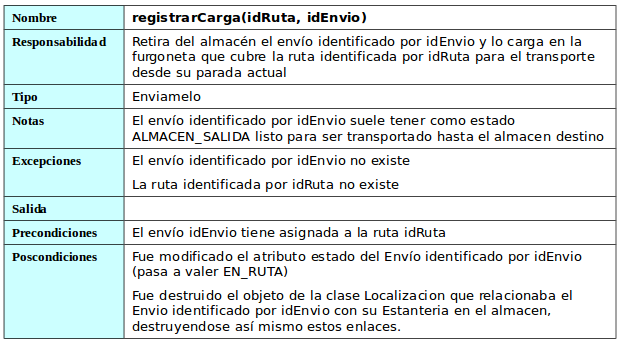 Nombre registrarCarga(idRuta, idEnvio)
Responsabilidad Retira del almacén el envío identificado por idEnvio y lo carga en la
furgoneta que cubre la ruta identificada por idRuta para el transporte
desde su parada actual
Tipo Enviamelo
Notas El envío identificado por idEnvio suele tener como estado
ALMACEN_SALIDA listo para ser transportado hasta el almacen destino
Excepciones El envío identificado por idEnvio no existe
La ruta identificada por idRuta no existe
Salida
Precondiciones El envío idEnvio tiene asignada a la ruta idRuta
Poscondiciones Fue modificado el atributo estado del Envío identificado por idEnvio
(pasa a valer EN_RUTA)
Fue destruido el objeto de la clase Localizacion que relacionaba el
Envio identificado por idEnvio con su Estanteria en el almacen,
destruyendose así mismo estos enlaces.